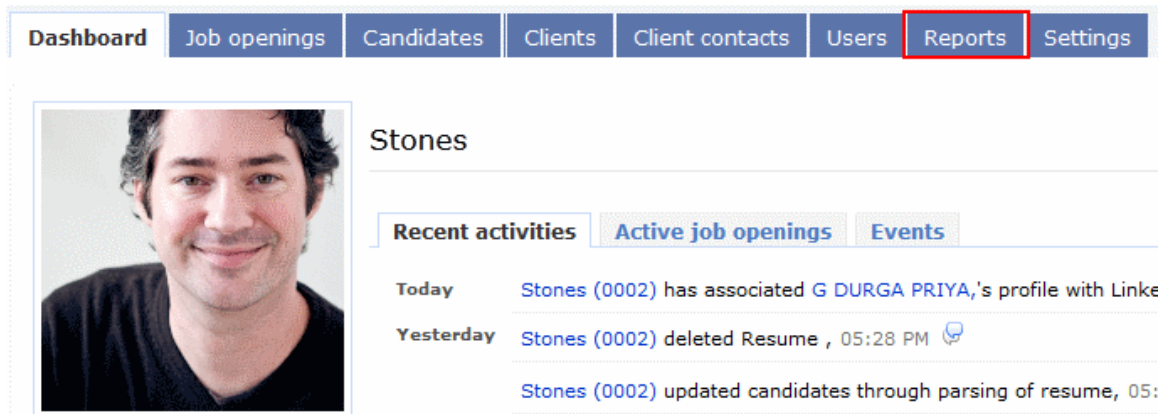 Dashboard Job openings Candidates Clients Client contacts Users Reports Settings
Stones
Recent activities Active job openings Events
Today Stones (0002) has associated G DURGA PRIYA,'s profile with Linke
Yesterday Stones (0002) deleted Resume , 05:28 PM
Stones (0002) updated candidates through parsing of resume, 05: